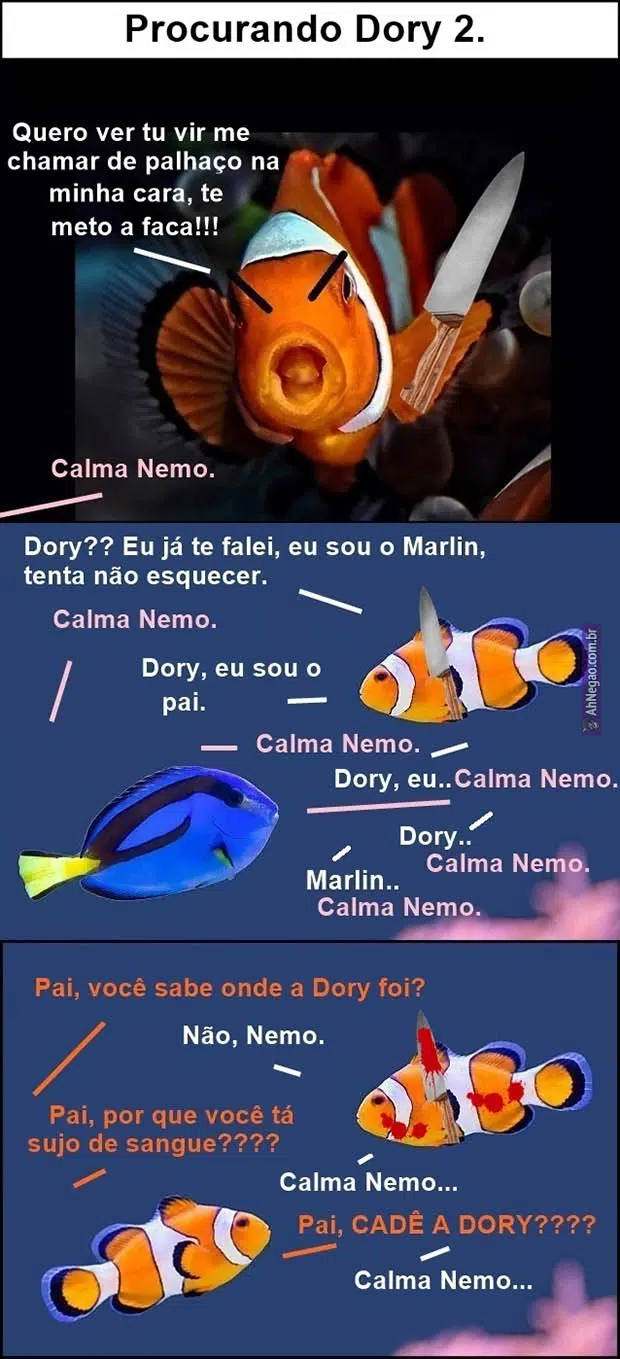 Procurando Dory 2.
Quero ver tu vir me
chamar de palhaço na
minha cara, te
meto a faca!!!
Calma Nemo.
Dory?? Eu já te falei, eu sou o Marlin,
tenta não esquecer.
Calma Nemo.
Dory, eu sou o
pai.
Calma Nemo.
Dory, eu..Calma Nemo.
Dory..
Calma Nemo.
Marlin..
Calma Nemo.
AhNegao.com.br
Pai, você sabe onde a Dory foi?
Não, Nemo.
Pai, por que você tá
sujo de sangue????
Calma Nemo...
Pai, CADÊ A DORY????
Calma Nemo...